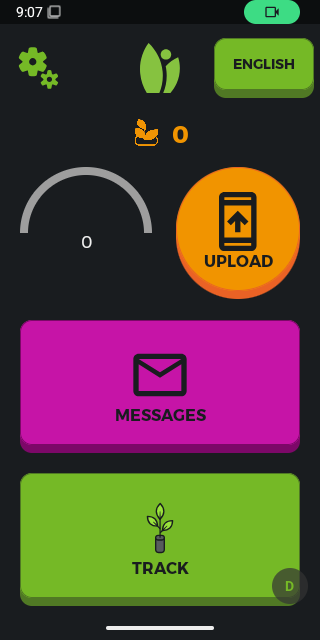 9:07
ENGLISH
0
0
UPLOAD
MESSAGES
TRACK
D